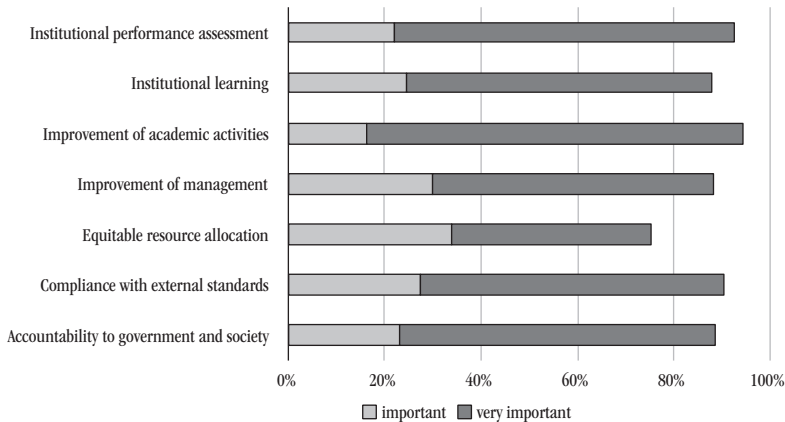 Institutional performance assessment
Institutional learning
Improvement of academic activities
Improvement of management
Equitable resource allocation
Compliance with external standards
Accountability to government and society
0% 20% 40% 60% 80% 100%
important very important